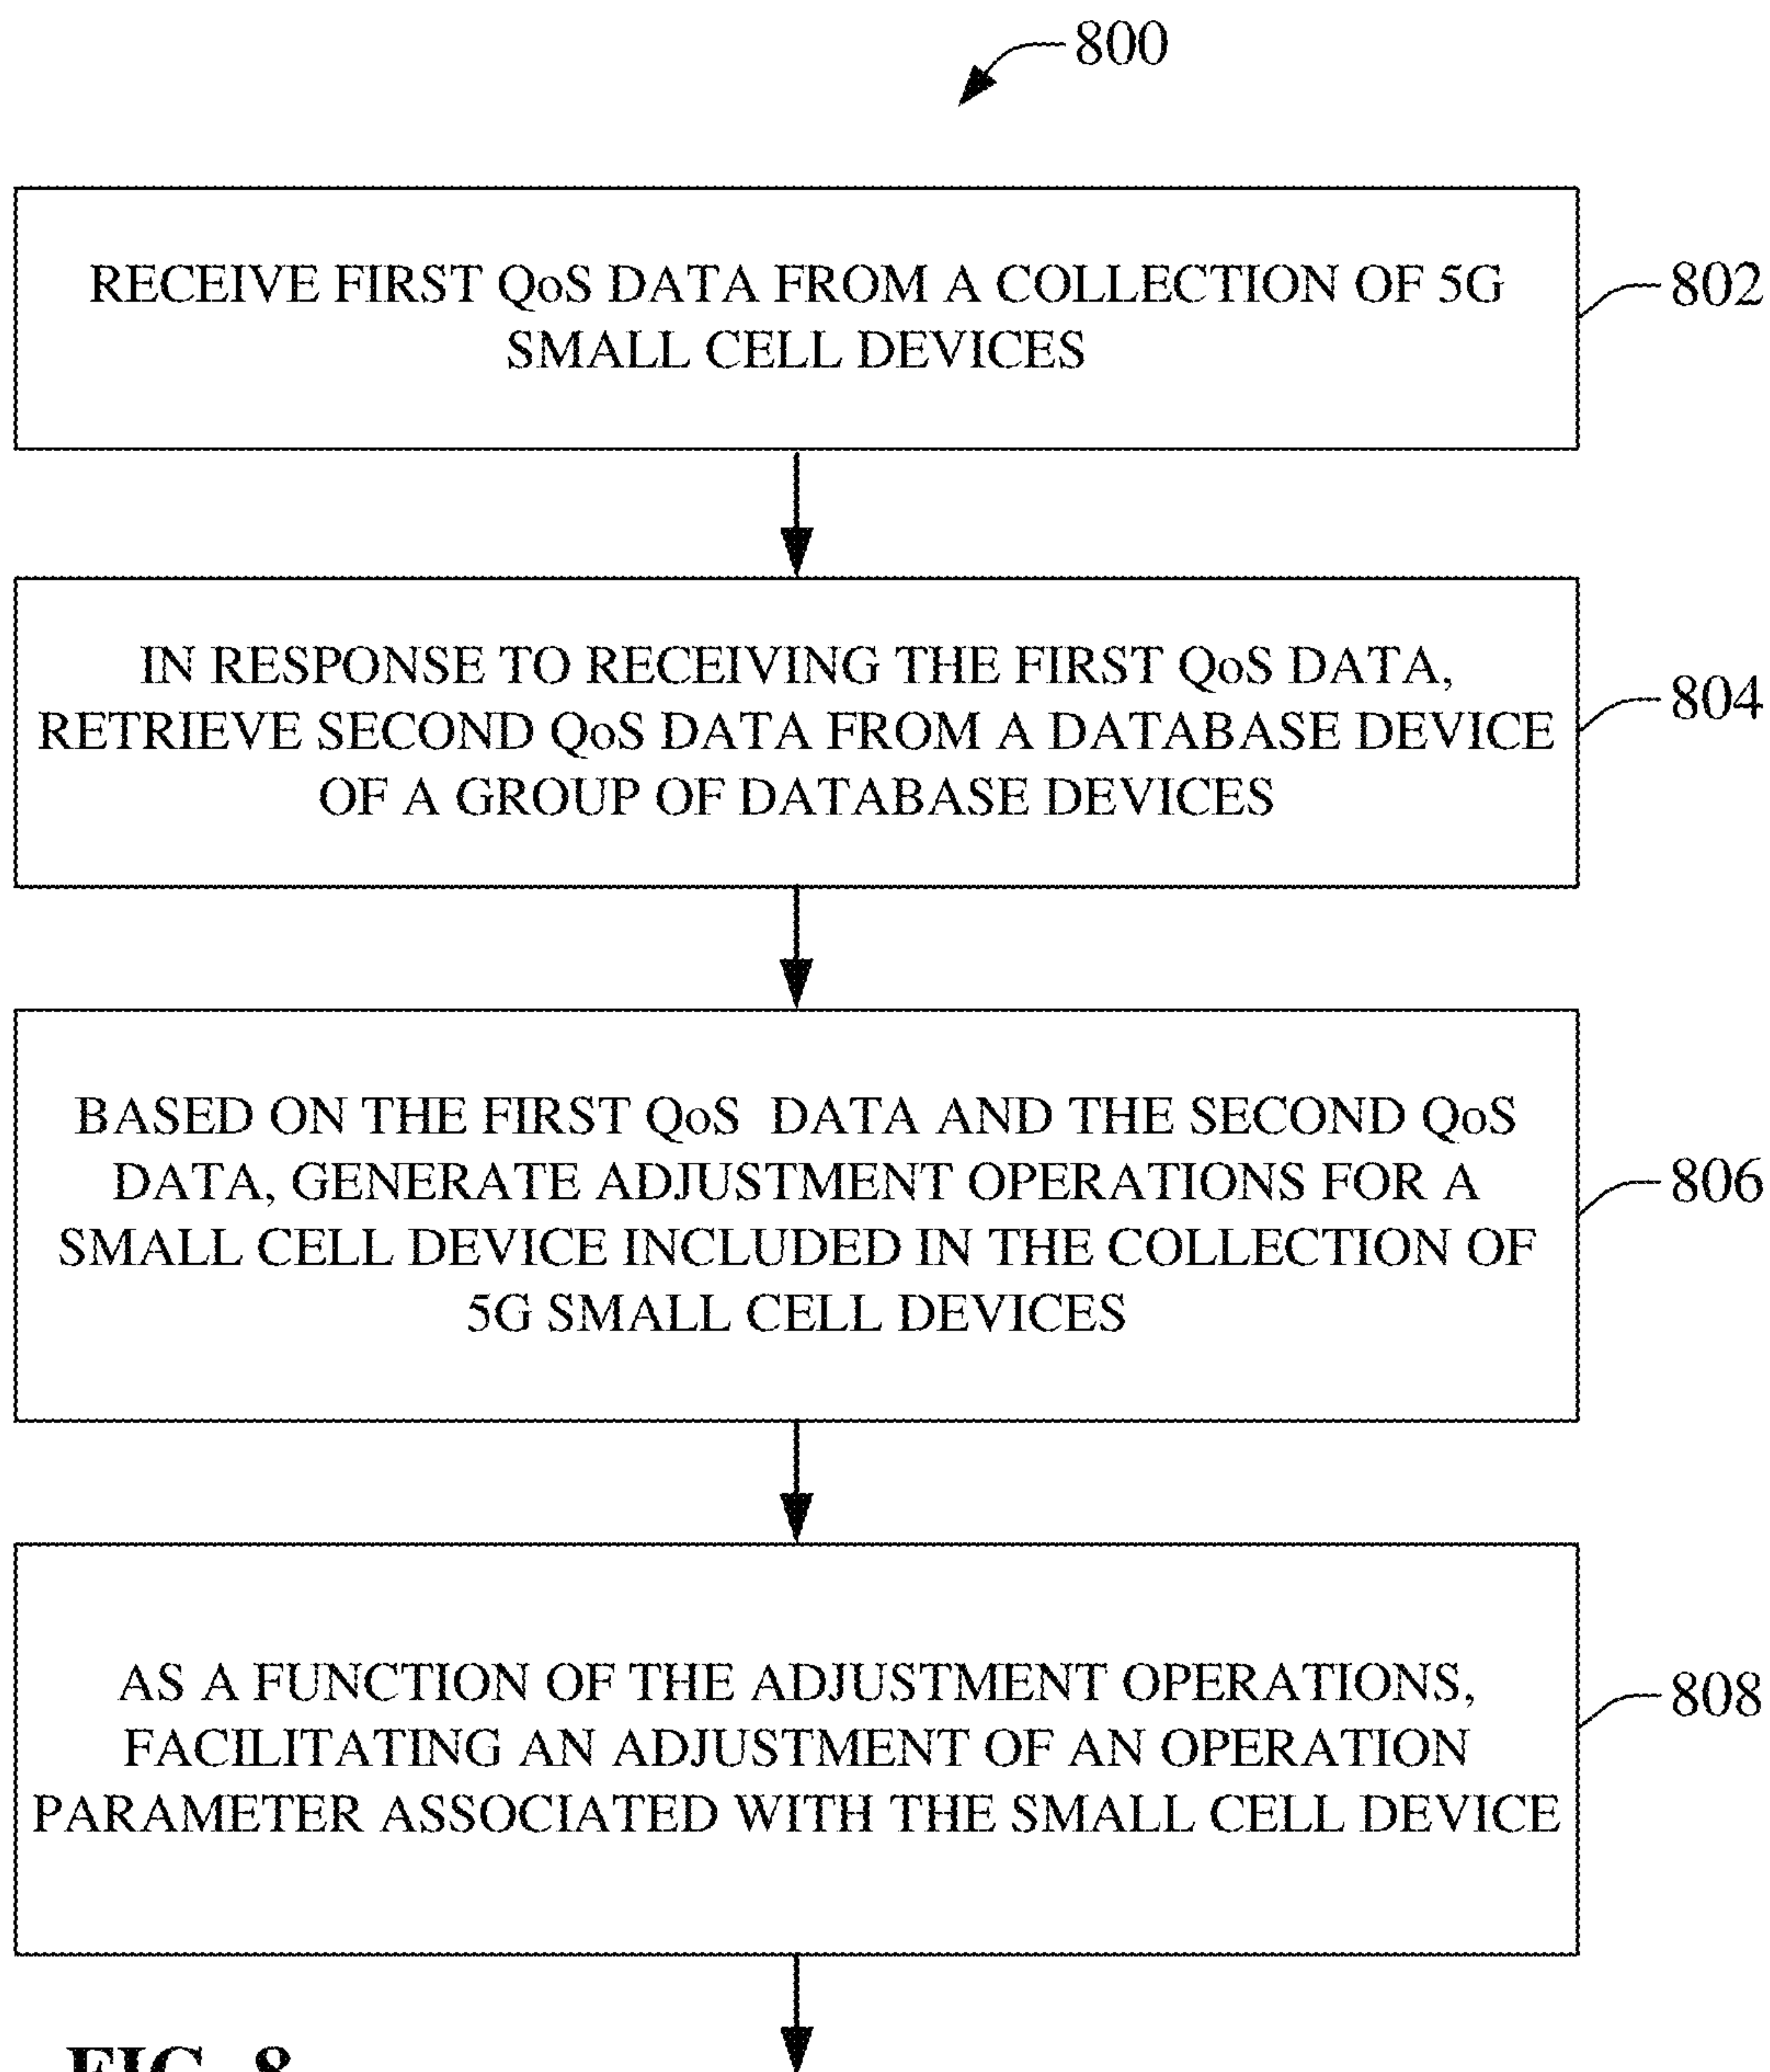 800
RECEIVE FIRST QoS DATA FROM A COLLECTION OF 5G
SMALL CELL DEVICES
802
IN RESPONSE TO RECEIVING THE FIRST QoS DATA,
RETRIEVE SECOND QoS DATA FROM A DATABASE DEVICE
OF A GROUP OF DATABASE DEVICES
804
BASED ON THE FIRST QoS DATA AND THE SECOND QoS
DATA, GENERATE ADJUSTMENT OPERATIONS FOR A
SMALL CELL DEVICE INCLUDED IN THE COLLECTION OF
5G SMALL CELL DEVICES
806
AS A FUNCTION OF THE ADJUSTMENT OPERATIONS,
FACILITATING AN ADJUSTMENT OF AN OPERATION
PARAMETER ASSOCIATED WITH THE SMALL CELL DEVICE
808
FIG. 8